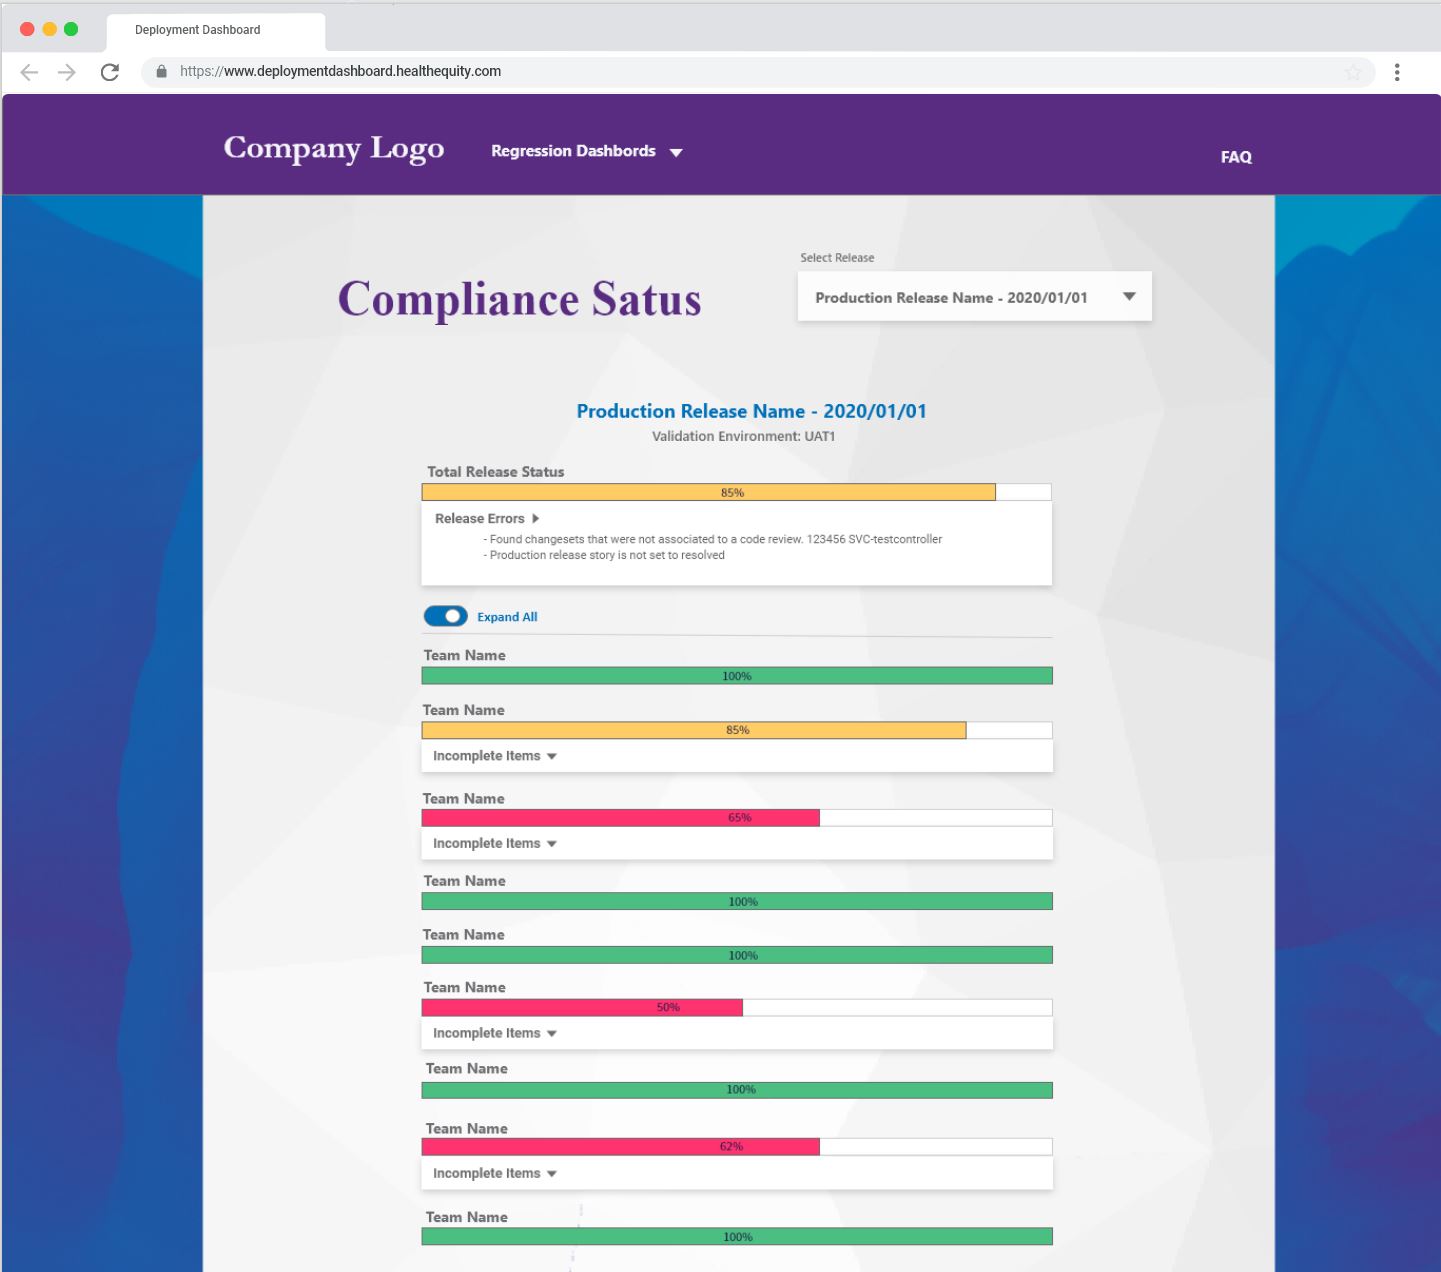 Deployment Dashboard
https://www.deploymentdashboard.healthequity.com
Company Logo
Regression Dashbords
FAQ
Select Release
Compliance Satus
Production Release Name - 2020/01/01
Production Release Name - 2020/01/01
Validation Environment: UAT1
Total Release Status
85%
Release Errors
- Found changesets that were not associated to a code review. 123456 SVC-testcontroller
- Production release story is not set to resolved
Expand All
Team Name
100%
Team Name
85%
Incomplete Items
Team Name
65%
Incomplete Items
Team Name
100%
Team Name
100%
Team Name
50%
Incomplete Items
Team Name
100%
Team Name
62%
Incomplete Items
Team Name
100%